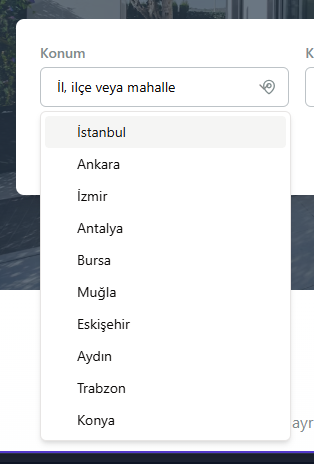 Konum
İl, ilçe veya mahalle
İstanbul
Ankara
İzmir
Antalya
Bursa
Muğla
Eskişehir
Aydın
Trabzon
Konya